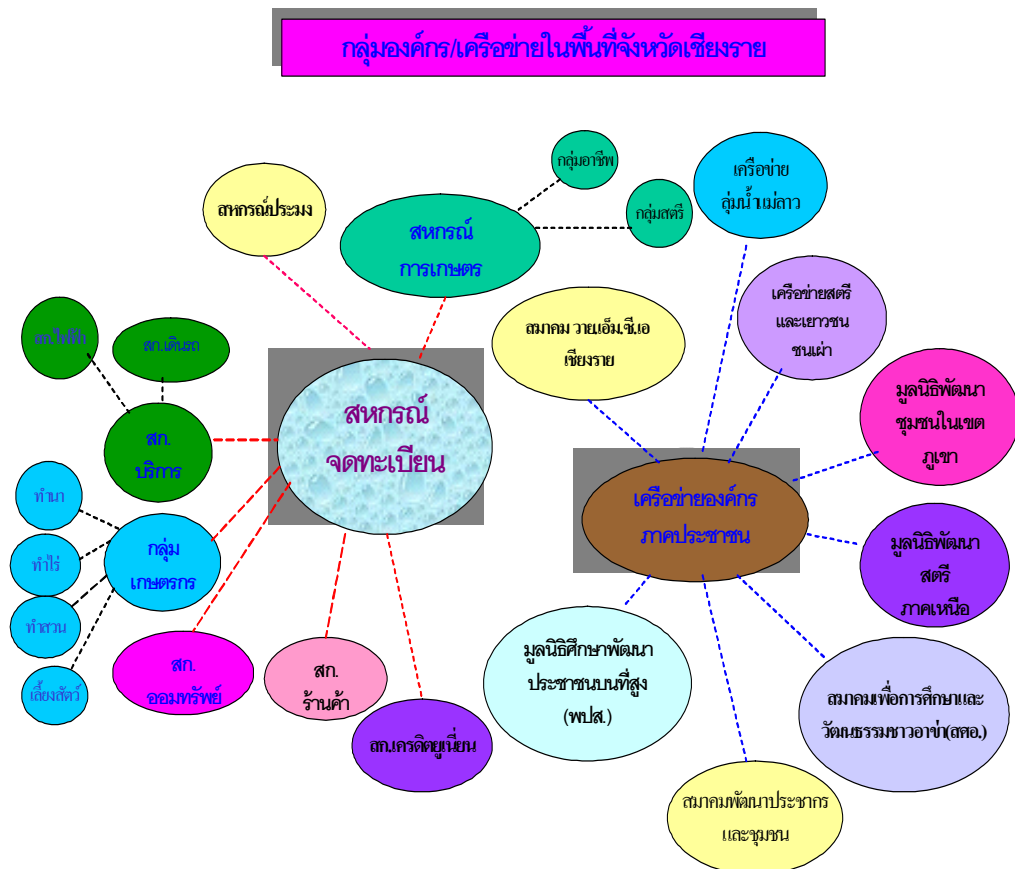 กลุ่มองค์กร/เครือข่ายในพื้นที่จังหวัดเชียงราย
กลุ่มอาชีพ
กลุ่มสตรี
สหกรณ์ประมง
สหกรณ์
การเกษตร
เครือข่าย
ลุ่มน้ำแม่ลาว
สมาคม วาย.เอ็ม.ซี.เอ
เชียงราย
เครือข่ายสตรี
และเยาวชน
ชนเผ่า
สก.ไฟฟ้า
สก.เดินรถ
สก.
บริการ
สหกรณ์
จดทะเบียน
มูลนิธิพัฒนา
ชุมชนในเขต
ภูเขา
เครือข่ายองค์กร
ภาคประชาชน
มูลนิธิพัฒนา
สตรี
ภาคเหนือ
ทำนา
ทำไร่
ทำสวน
เลี้ยงสัตว์
กลุ่ม
เกษตรกร
สก.
ออมทรัพย์
สก.
ร้านค้า
สก.เครดิตยูเนี่ยน
มูลนิธิศึกษาพัฒนา
ประชาชนบนที่สูง
(พปส.)
สมาคมเพื่อการศึกษาและ
วัฒนธรรมชาวอาข่า(สศอ.)
สมาคมพัฒนาประชากร
และชุมชน